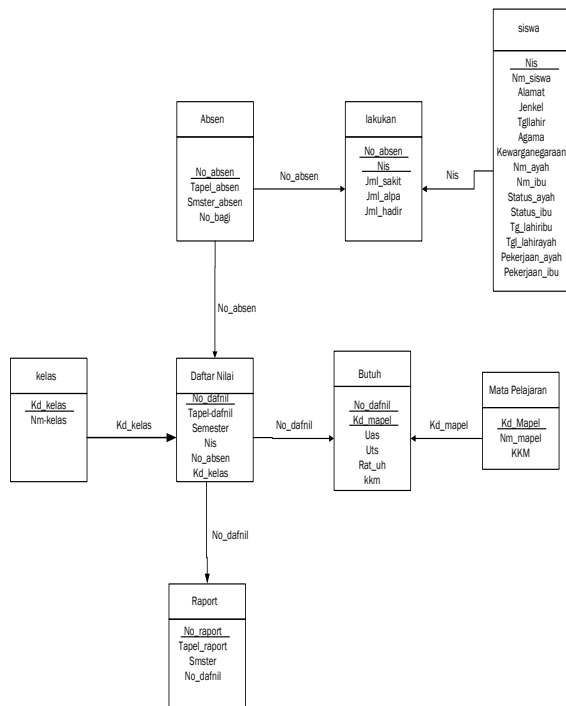 siswa
Nis
Nm_siswa
Alamat
Jenkel
Tgllahir
Agama
Kewarganegaraan
Nm_ayah
Nm_ibu
Status_ayah
Status_ibu
Tg_lahiribu
Tgl_lahirayah
Pekerjaan_ayah
Pekerjaan_ibu
Absen
No_absen
Tapel_absen
Smster_absen
No_bagi
No_absen
lakukan
No_absen
Nis
Jml_sakit
Jml_alpa
Jml_hadir
Nis
No_absen
kelas
Kd_kelas
Nm-kelas
Kd_kelas
Daftar Nilai
No_dafnil
Tapel-dafnil
Semester
Nis
No_absen
Kd_kelas
No_dafnil
Butuh
No_dafnil
Kd_mapel
Uas
Uts
Rat_uh
kkm
Kd_mapel
Mata Pelajaran
Kd_Mapel
Nm_mapel
KKM
No_dafnil
Raport
No_raport
Tapel_raport
Smster
No_dafnil